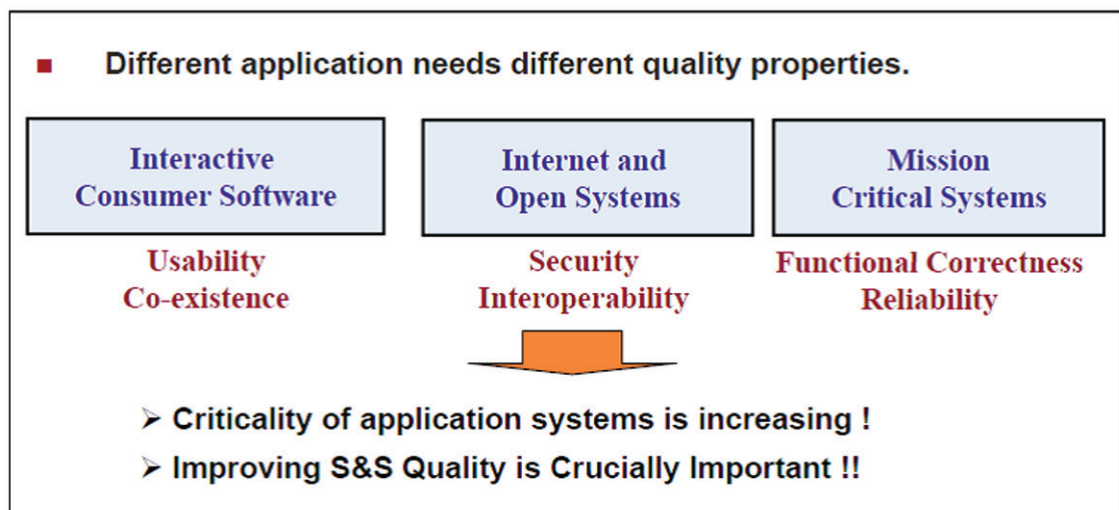 ■ Different application needs different quality properties.
Interactive
Consumer Software
Usability
Co-existence
Internet and
Open Systems
Security
Interoperability
Mission
Critical Systems
Functional Correctness
Reliability
➢ Criticality of application systems is increasing !
➢ Improving S&S Quality is Crucially Important !!